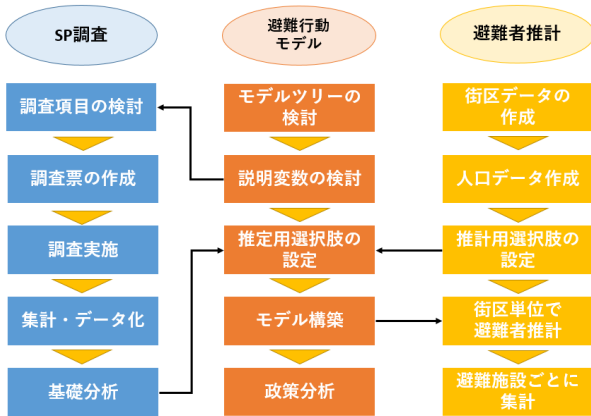 SP調査
調査項目の検討
調査票の作成
調査実施
集計・データ化
基礎分析
避難行動
モデル
モデルツリーの
検討
説明変数の検討
推定用選択肢の
設定
モデル構築
政策分析
避難者推計
街区データの
作成
人口データ作成
推計用選択肢の
設定
街区単位で
避難者推計
避難施設ごとに
集計